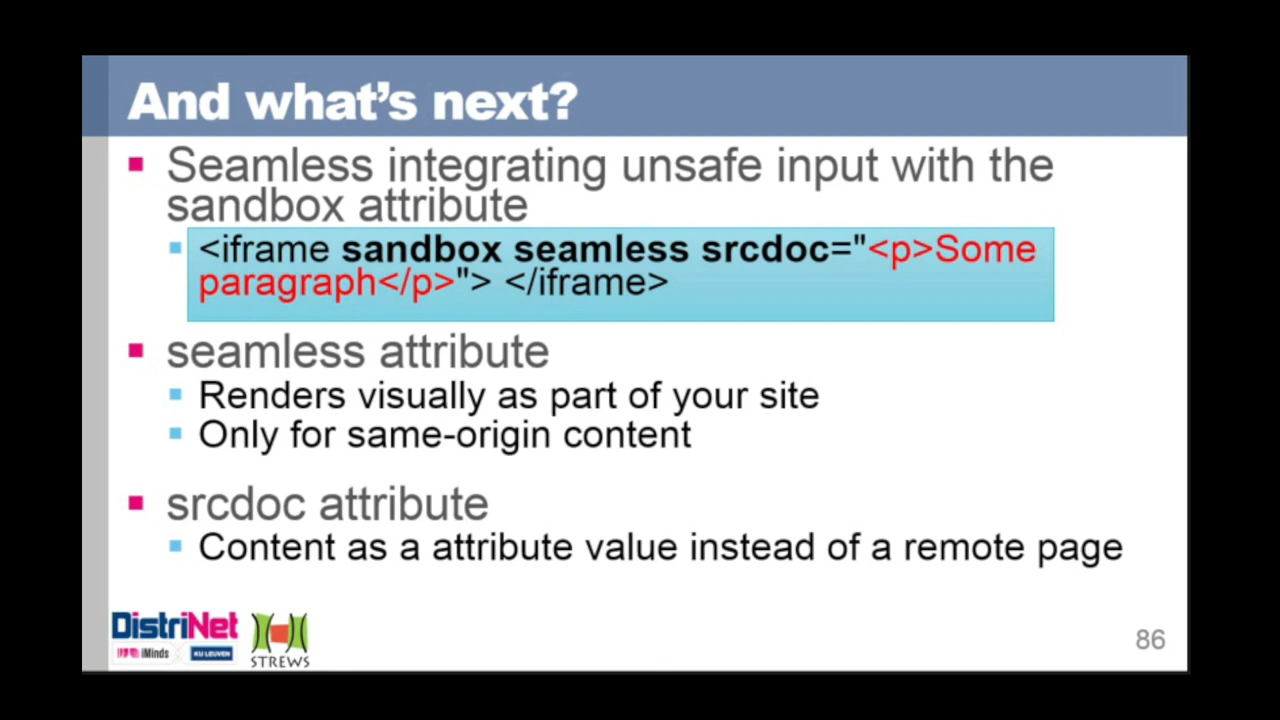 And what's next?
Seamless integrating unsafe input with the
sandbox attribute
<iframe sandbox seamless srcdoc="<p>Some
paragraph</p>"> </iframe>
seamless attribute
Renders visually as part of your site
Only for same-origin content
srcdoc attribute
Content as a attribute value instead of a remote page
DistriNet
iMinds KU LEUVEN
STREWS
86